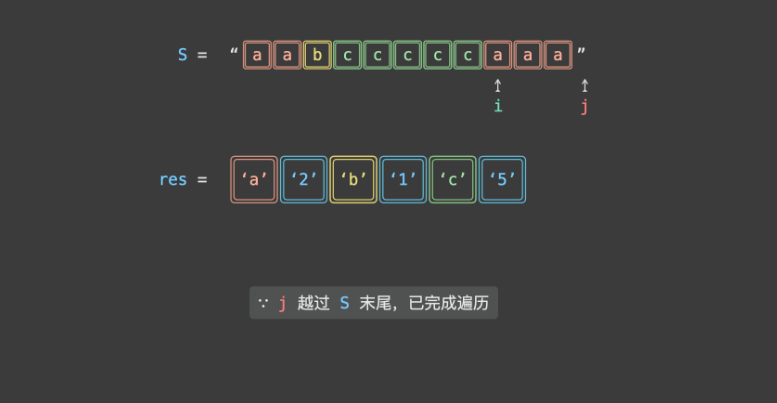 S = “aabcccccaaa”
i j
res = ‘a’ ‘2’ ‘b’ ‘1’ ‘c’ ‘5’
∵ j 越过 S 末尾，已完成遍历